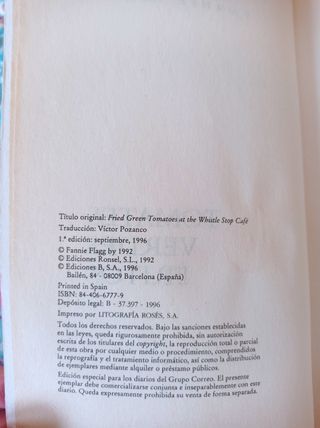 Título original: Fried Green Tomatoes at the Whistle Stop Café
Traducción: Víctor Pozanco
1.ª edición: septiembre, 1996
© Fannie Flagg by 1992
© Ediciones Ronsel, S.L., 1992
© Ediciones B, S.A., 1996
Bailén, 84 - 08009 Barcelona (España)
Printed in Spain
ISBN: 84-406-6777-9
Depósito legal: B - 37.397 - 1996
Impreso por LITOGRAFÍA ROSÉS, S.A.
Todos los derechos reservados. Bajo las sanciones establecidas
en las leyes, queda rigurosamente prohibida, sin autorización
escrita de los titulares del copyright, la reproducción total o parcial
de esta obra por cualquier medio o procedimiento, comprendidos
la reprografía y el tratamiento informático, así como la distribución
de ejemplares mediante alquiler o préstamo públicos.
Edición especial para los diarios del Grupo Correo. El presente
ejemplar debe comercializarse conjunta e inseparablemente con este
diario. Queda expresamente prohibida su venta de forma separada.